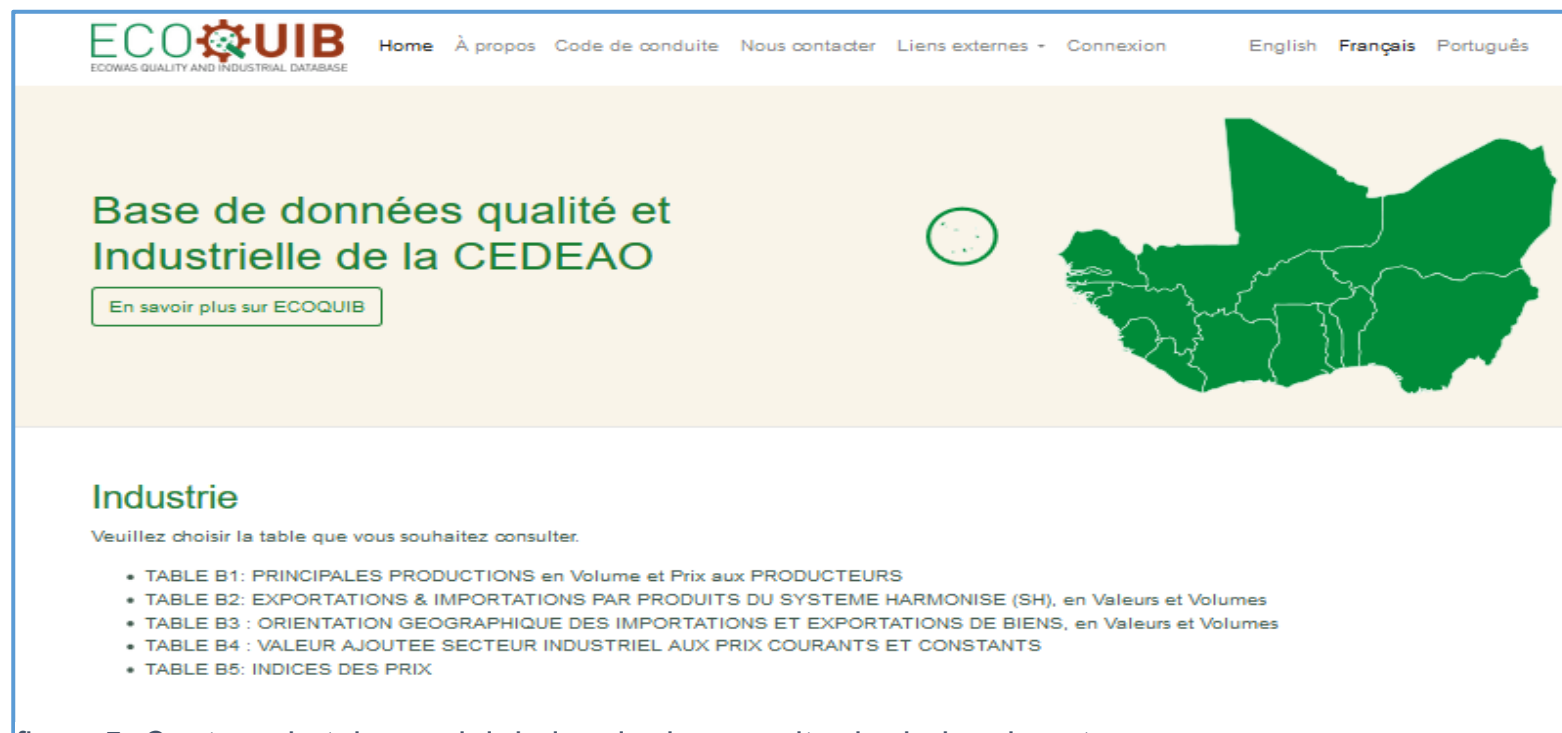 ECOQUIB
ECOWAS QUALITY AND INDUSTRIAL DATABASE
Home À propos Code de conduite Nous contacter Liens externes Connexion English Français Português
Base de données qualité et
Industrielle de la CEDEAO
En savoir plus sur ECOQUIB
Industrie
Veuillez choisir la table que vous souhaitez consulter.
• TABLE B1: PRINCIPALES PRODUCTIONS en Volume et Prix aux PRODUCTEURS
• TABLE B2: EXPORTATIONS & IMPORTATIONS PAR PRODUITS DU SYSTEME HARMONISE (SH), en Valeurs et Volumes
• TABLE B3 : ORIENTATION GEOGRAPHIQUE DES IMPORTATIONS ET EXPORTATIONS DE BIENS, en Valeurs et Volumes
• TABLE B4 : VALEUR AJOUTEE SECTEUR INDUSTRIEL AUX PRIX COURANTS ET CONSTANTS
• TABLE B5: INDICES DES PRIX